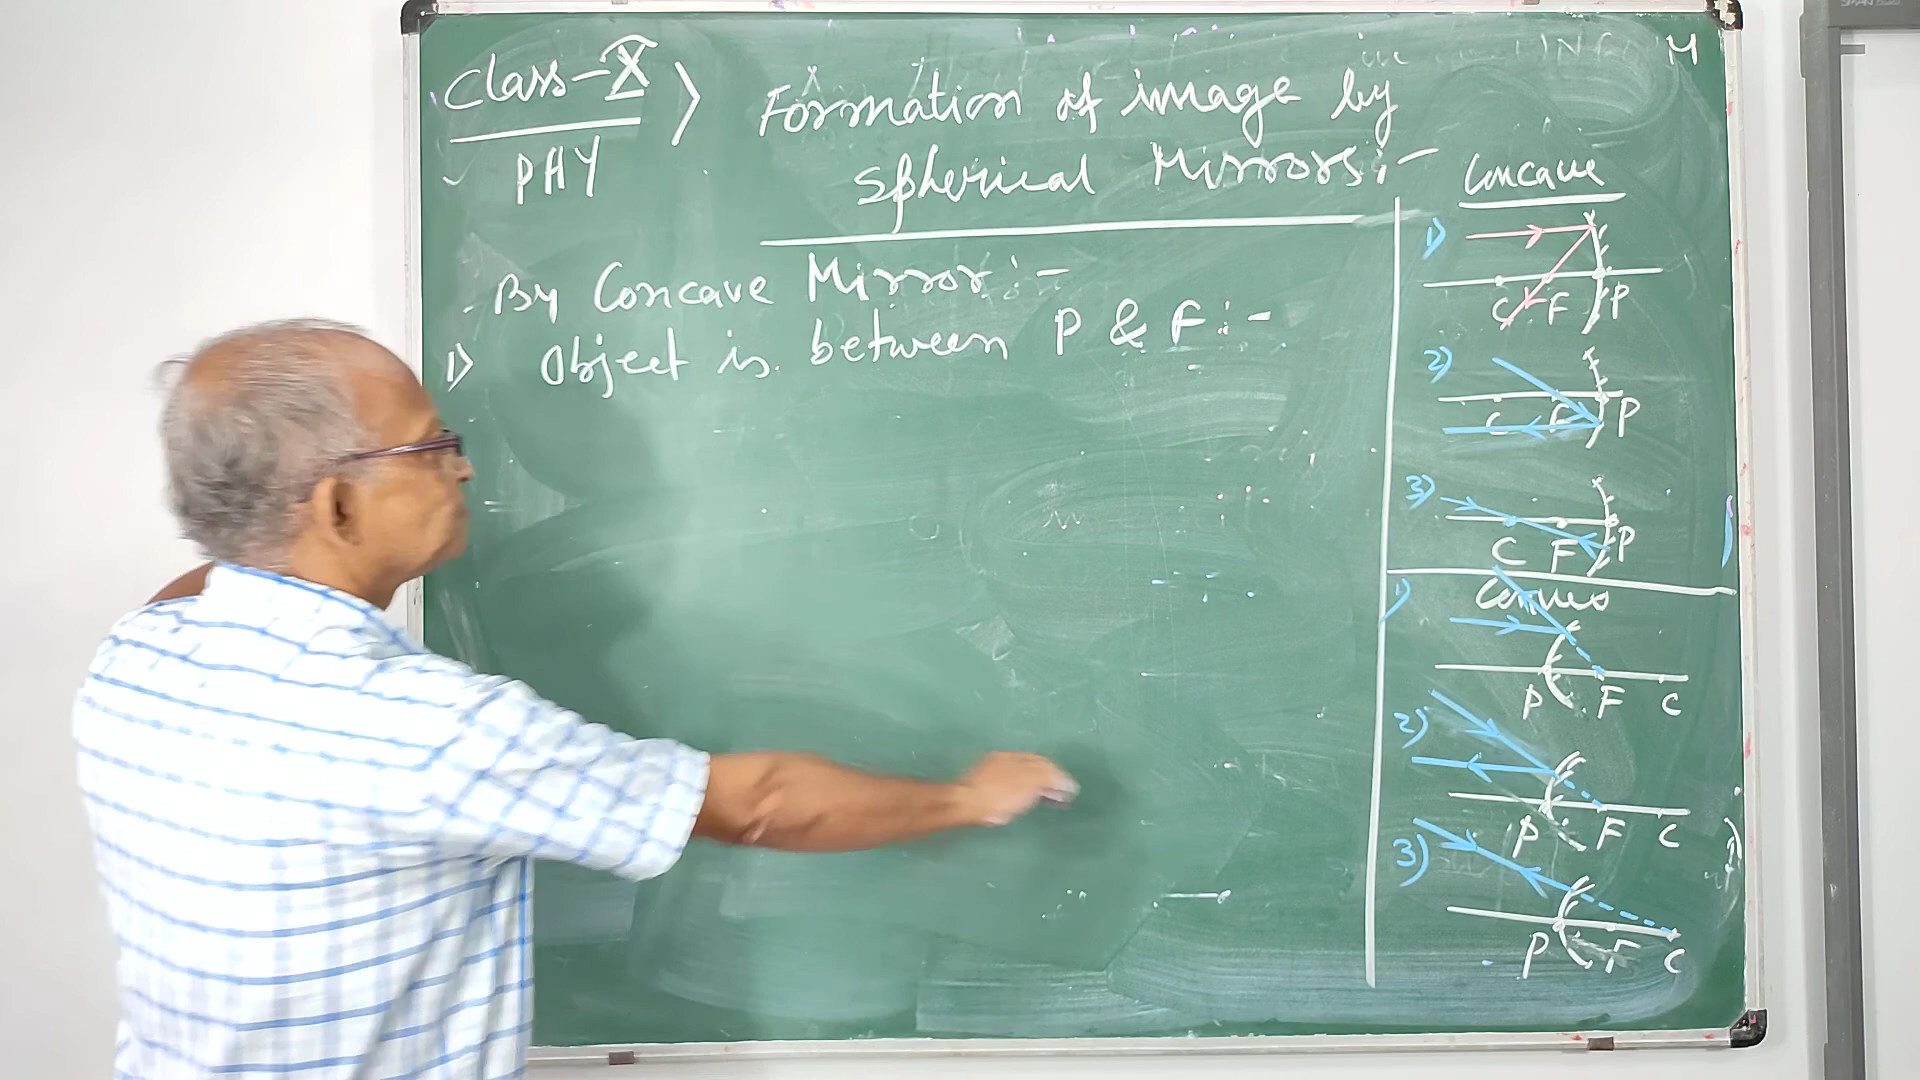 Class-X
PHY
Formation of image by
Spherical Mirrors:-
By Concave Mirror:-
1) Object is between P & F:-
Concave
1)
C F P
2)
C F P
3)
C F P
Convex
1)
P F C
2)
P F C
3)
P F C